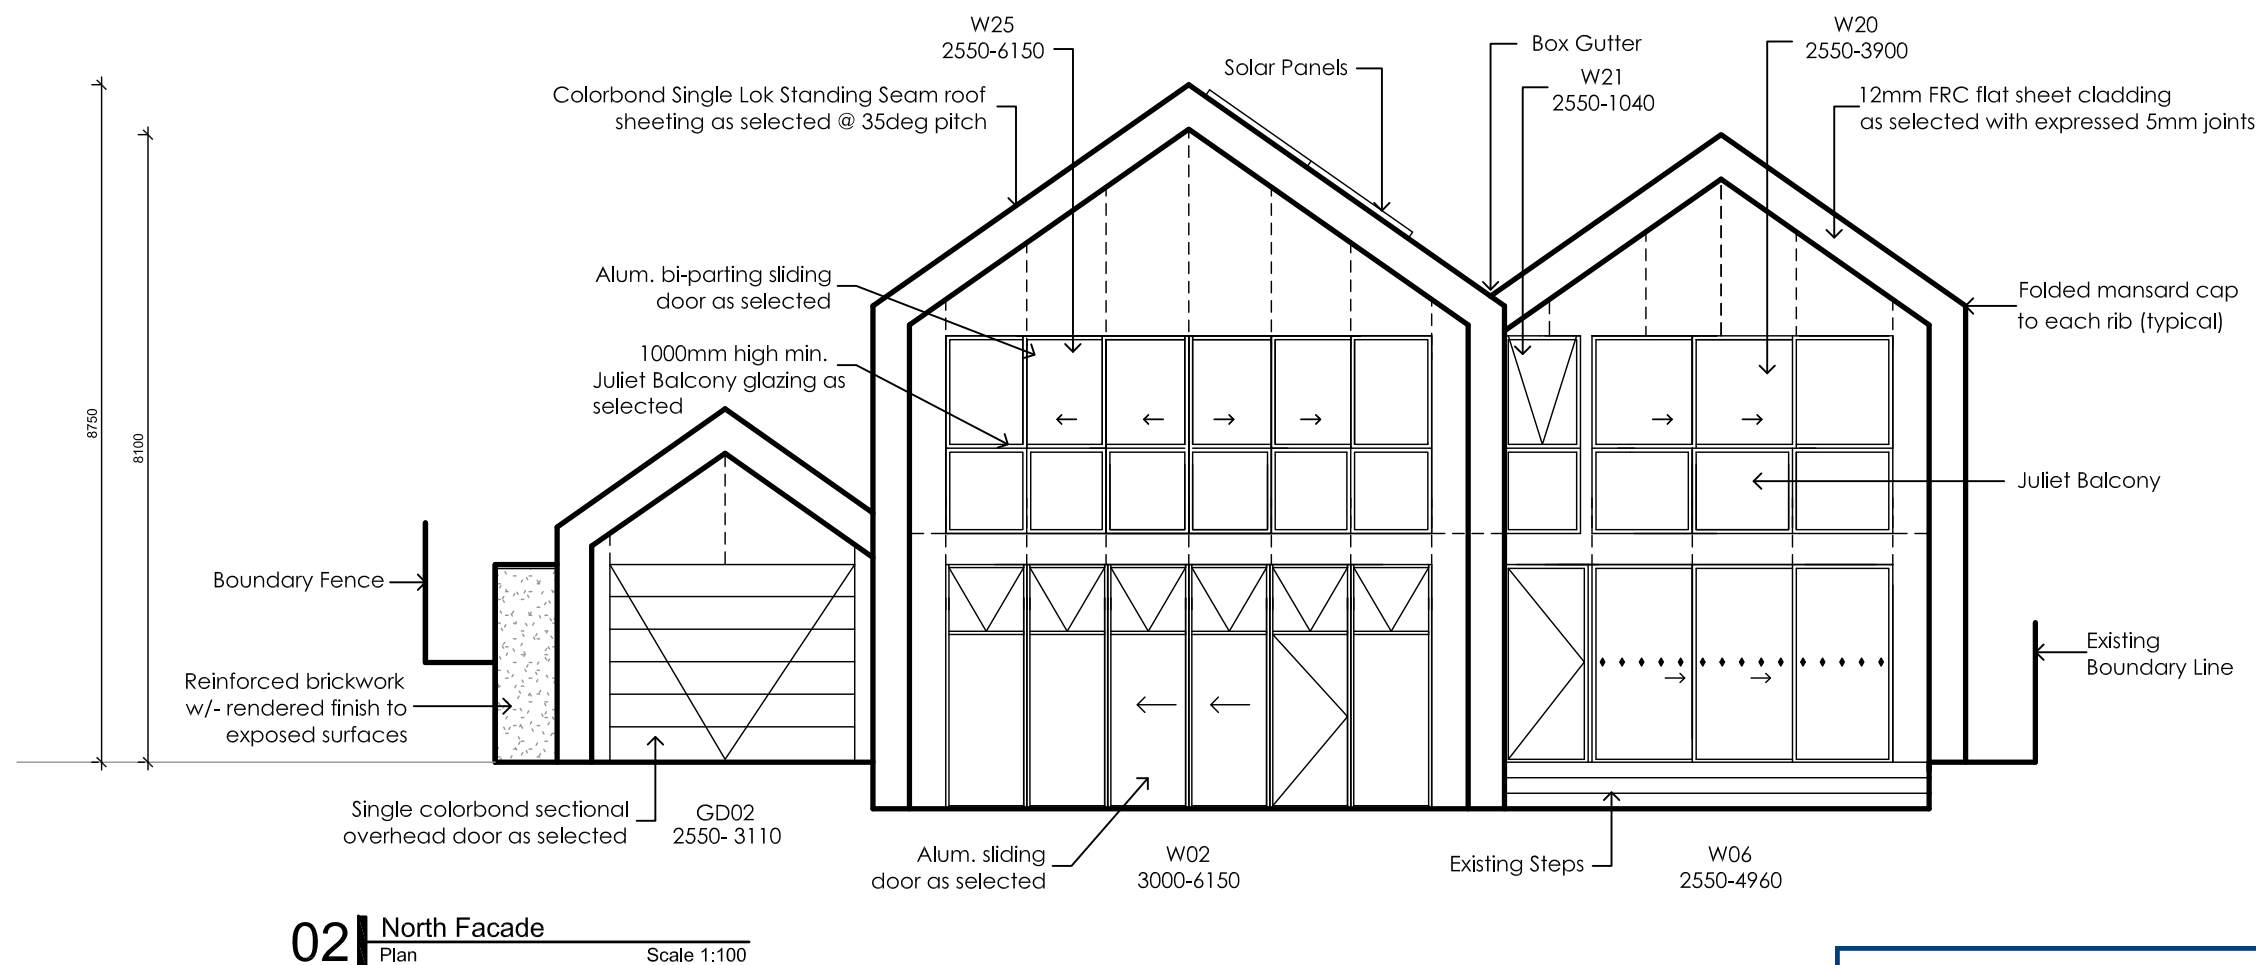 W25
2550-6150
Colorbond Single Lok Standing Seam roof
sheeting as selected @ 35deg pitch
Solar Panels
Box Gutter
W21
2550-1040
W20
2550-3900
12mm FRC flat sheet cladding
as selected with expressed 5mm joints
8750
8100
Alum. bi-parting sliding
door as selected
1000mm high min.
Juliet Balcony glazing as
selected
Folded mansard cap
to each rib (typical)
Juliet Balcony
Boundary Fence
Reinforced brickwork
w/- rendered finish to
exposed surfaces
Existing
Boundary Line
Single colorbond sectional
overhead door as selected
GD02
2550- 3110
Alum. sliding
door as selected
W02
3000-6150
Existing Steps
W06
2550-4960
02
North Facade
Plan
Scale 1:100